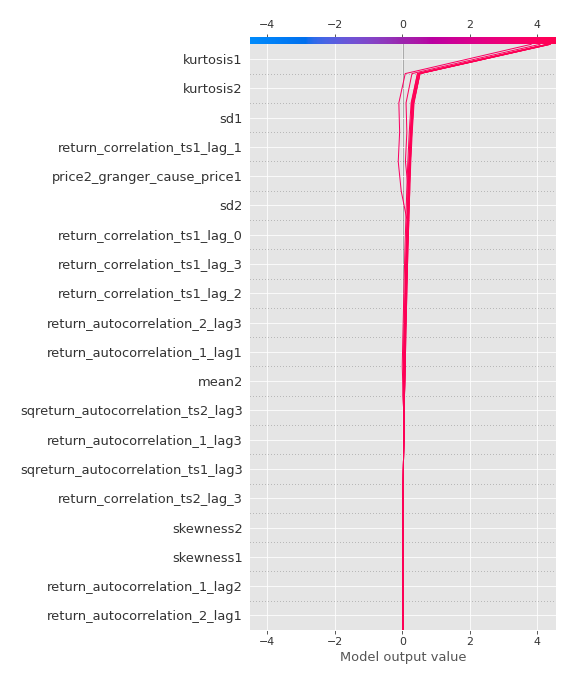 −4 −2 0 2 4
kurtosis1
kurtosis2
sd1
return_correlation_ts1_lag_1
price2_granger_cause_price1
sd2
return_correlation_ts1_lag_0
return_correlation_ts1_lag_3
return_correlation_ts1_lag_2
return_autocorrelation_2_lag3
return_autocorrelation_1_lag1
mean2
sqreturn_autocorrelation_ts2_lag3
return_autocorrelation_1_lag3
sqreturn_autocorrelation_ts1_lag3
return_correlation_ts2_lag_3
skewness2
skewness1
return_autocorrelation_1_lag2
return_autocorrelation_2_lag1
−4 −2 0 2 4
Model output value